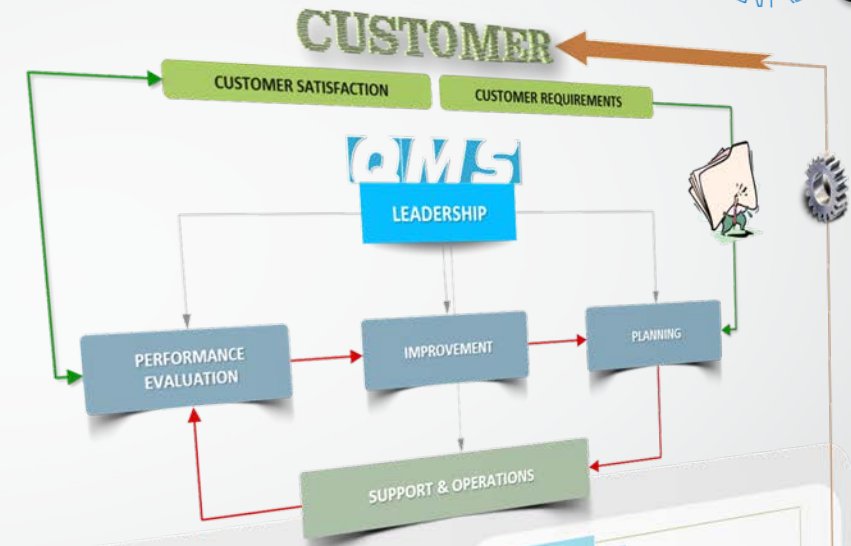 CUSTOMER
CUSTOMER SATISFACTION
CUSTOMER REQUIREMENTS
QMS
LEADERSHIP
PERFORMANCE
EVALUATION
IMPROVEMENT
PLANNING
SUPPORT & OPERATIONS